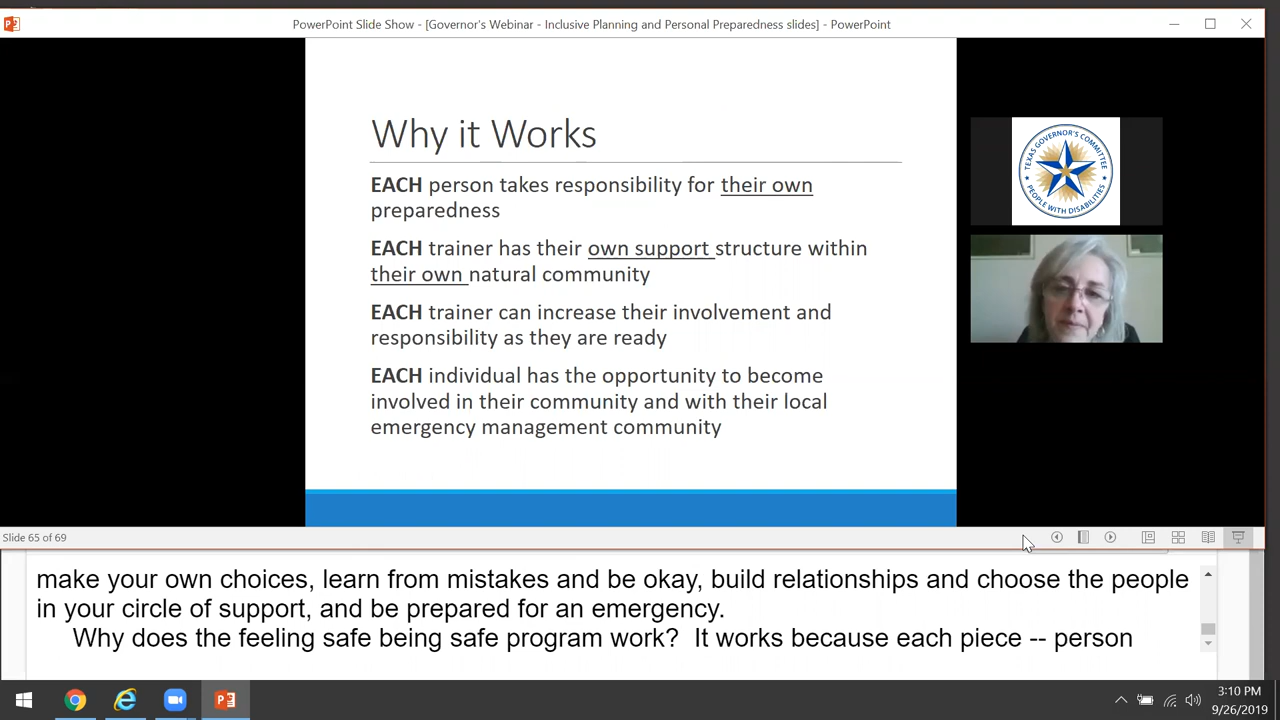 PowerPoint Slide Show - [Governor's Webinar - Inclusive Planning and Personal Preparedness slides] - PowerPoint
Why it Works
EACH person takes responsibility for their own
preparedness
EACH trainer has their own support structure within
their own natural community
EACH trainer can increase their involvement and
responsibility as they are ready
EACH individual has the opportunity to become
involved in their community and with their local
emergency management community
TEXAS GOVERNOR'S COMMITTEE
PEOPLE WITH DISABILITIES
Slide 65 of 69
make your own choices, learn from mistakes and be okay, build relationships and choose the people
in your circle of support, and be prepared for an emergency.
Why does the feeling safe being safe program work? It works because each piece -- person
3:10 PM
9/26/2019